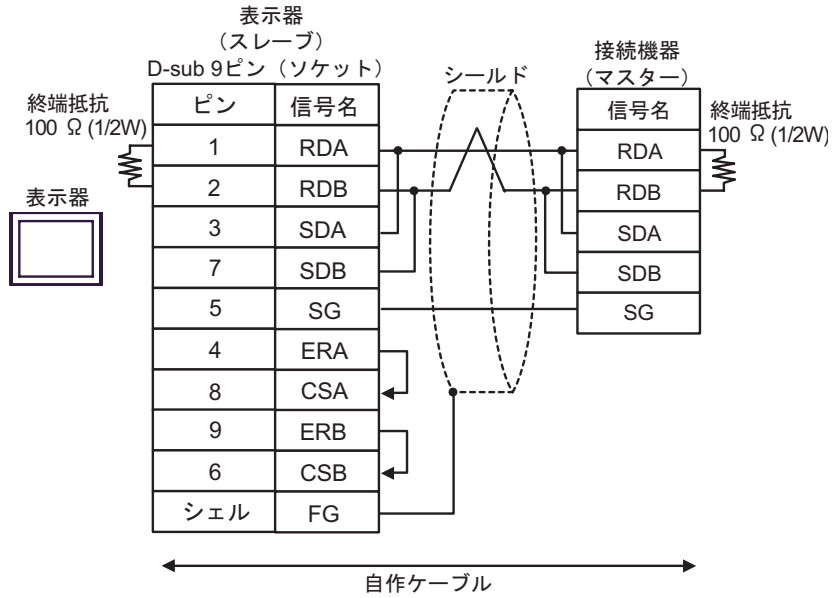 表示器
（スレーブ）
D-sub 9ピン（ソケット）
シールド
接続機器
（マスター）
終端抵抗
100 Ω (1/2W)
表示器
ピン 信号名
1 RDA
2 RDB
3 SDA
7 SDB
5 SG
4 ERA
8 CSA
9 ERB
6 CSB
シェル FG
信号名
RDA
RDB
SDA
SDB
SG
終端抵抗
100 Ω (1/2W)
自作ケーブル